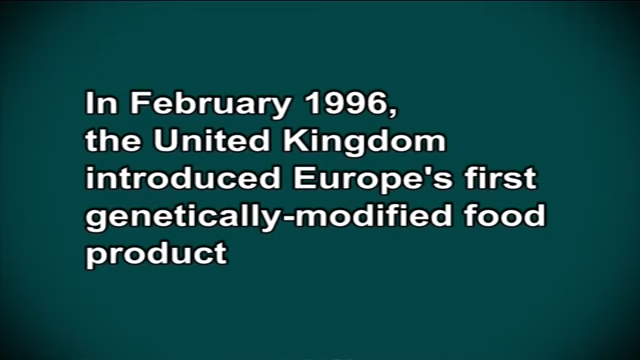 In February 1996,
the United Kingdom
introduced Europe's first
genetically-modified food
product